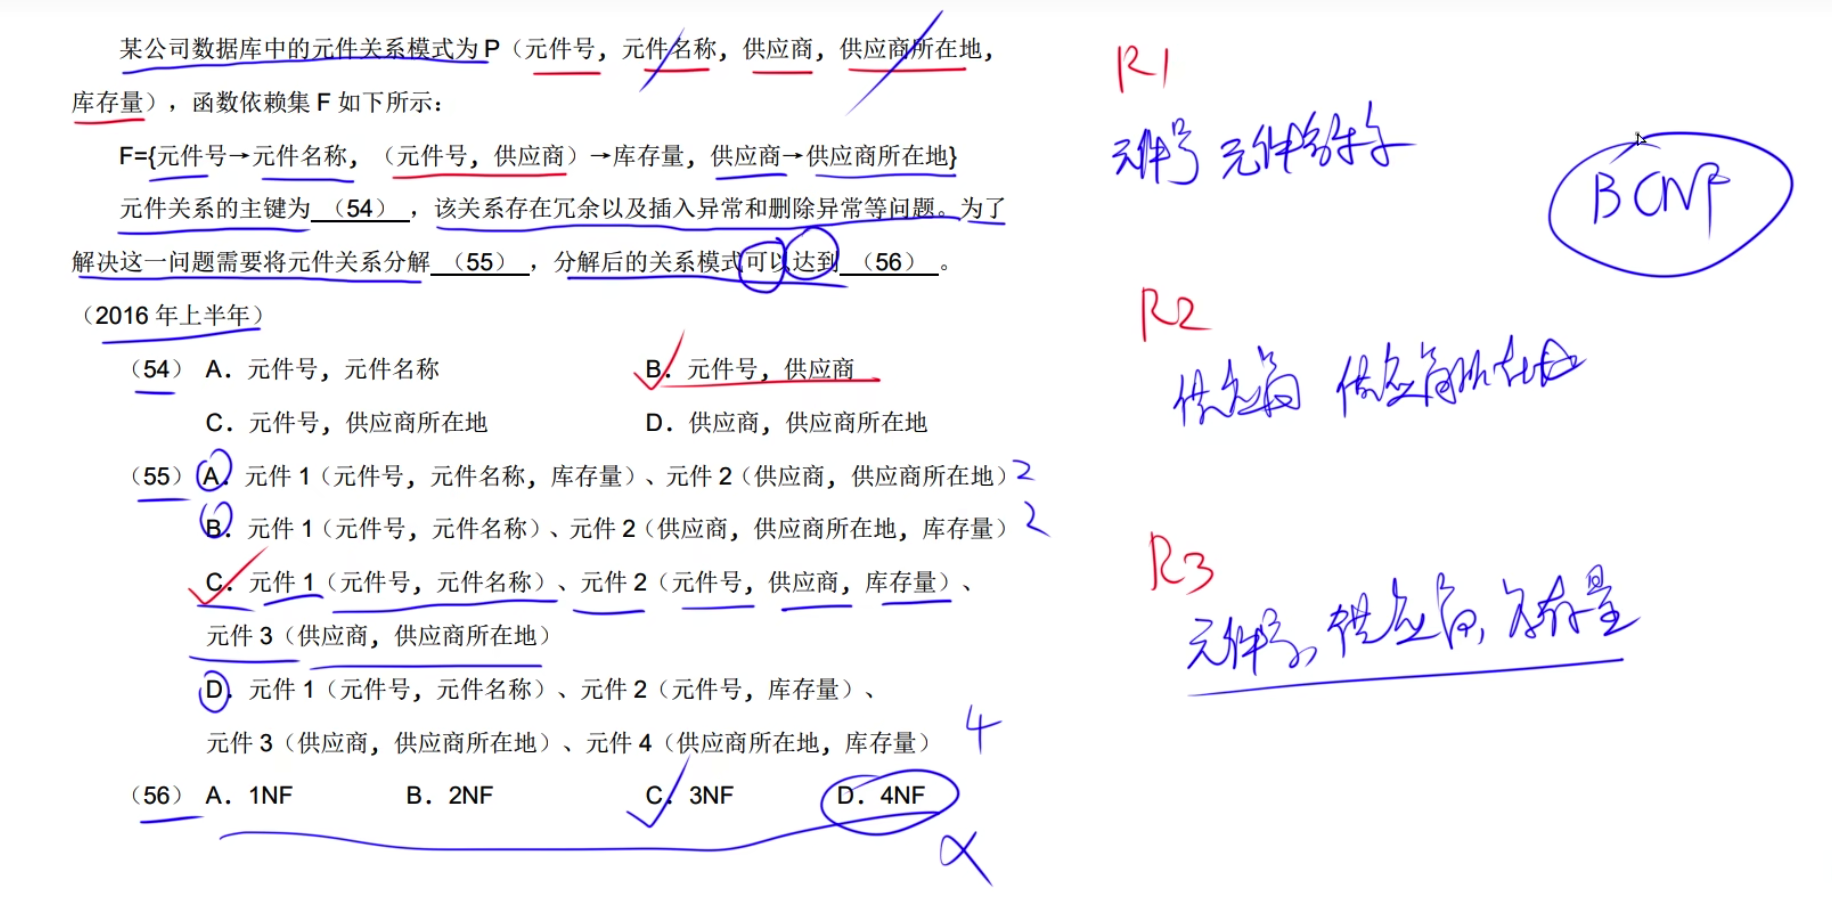 某公司数据库中的元件关系模式为 P（元件号，元件名称，供应商，供应商所在地，
库存量），函数依赖集 F 如下所示：
F={元件号→元件名称，（元件号，供应商）→库存量，供应商→供应商所在地}
元件关系的主键为 （54） ，该关系存在冗余以及插入异常和删除异常等问题。为了
解决这一问题需要将元件关系分解 （55） ，分解后的关系模式可以达到 （56） 。
（2016 年上半年）
（54） A．元件号，元件名称 B．元件号，供应商
C．元件号，供应商所在地 D．供应商，供应商所在地
（55） A．元件 1（元件号，元件名称，库存量）、元件 2（供应商，供应商所在地） 2
B．元件 1（元件号，元件名称）、元件 2（供应商，供应商所在地，库存量） 2
C．元件 1（元件号，元件名称）、元件 2（元件号，供应商，库存量）、
元件 3（供应商，供应商所在地）
D．元件 1（元件号，元件名称）、元件 2（元件号，库存量）、
元件 3（供应商，供应商所在地）、元件 4（供应商所在地，库存量） 4
（56） A．1NF B．2NF C．3NF D．4NF
R1
元件号
BCNF
R2
供应商 供应商所在地
R3
元件号，供应商，库存量